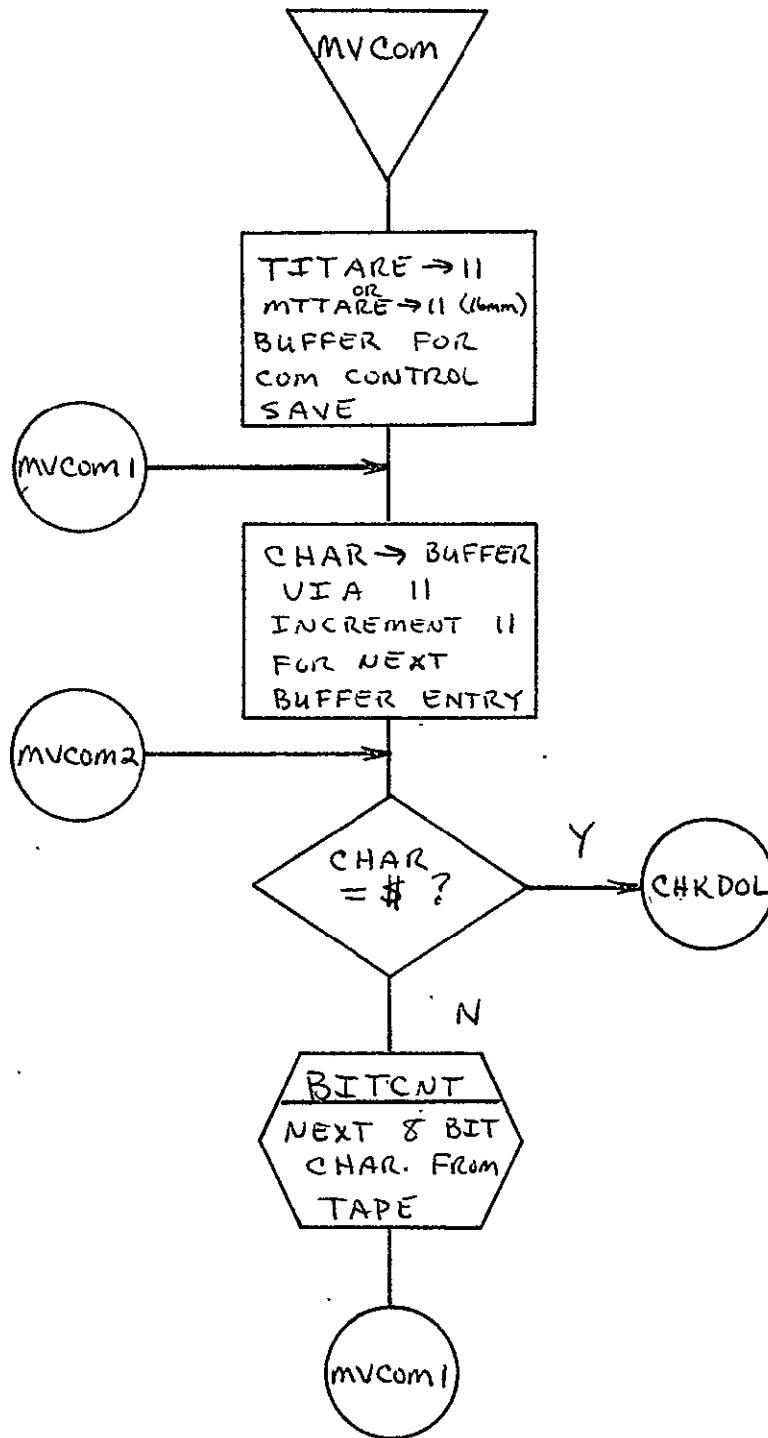 MVCOM
TITARE → 11
OR
MTTARE → 11 (16mm)
BUFFER FOR
COM CONTROL
SAVE
MVCOM1
CHAR → BUFFER
VIA 11
INCREMENT 11
FOR NEXT
BUFFER ENTRY
MVCOM2
CHAR
= $ ?
Y
CHKDOL
N
BITCNT
NEXT 8 BIT
CHAR. FROM
TAPE
MVCOM1